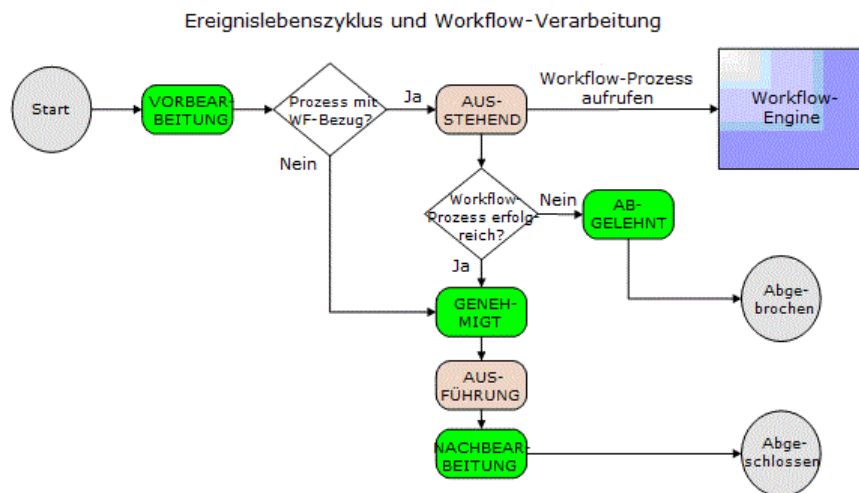 Ereignislebenszyklus und Workflow-Verarbeitung
Start
VORBEAR-
BEITUNG
Prozess mit
WF-Bezug?
Ja
Nein
AUS-
STEHEND
Workflow-Prozess
aufrufen
Workflow-
Engine
Workflow-
Prozess erfolg-
reich?
Nein
Ja
AB-
GELEHNT
Abge-
brochen
GENEH-
MIGT
AUS-
FÜHRUNG
NACHBEAR-
BEITUNG
Abge-
schlossen